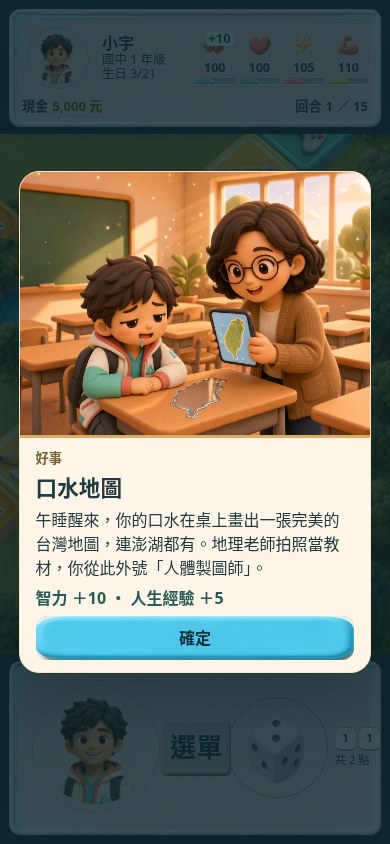 小宇
國中 1 年級
生日 3/21
+10
100
100
105
110
現金 5,000 元
回合 1 ／ 15
好事
口水地圖
午睡醒來，你的口水在桌上畫出一張完美的
台灣地圖，連澎湖都有。地理老師拍照當教
材，你從此外號「人體製圖師」。
智力 ＋10 · 人生經驗 ＋5
確定
選單
1 1
共 2 點